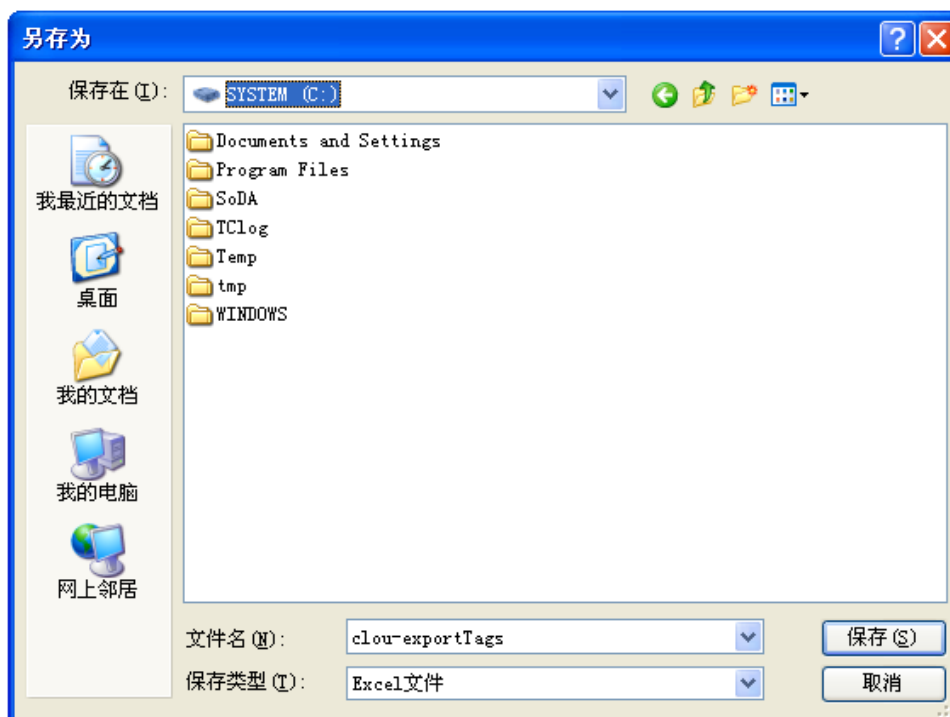 另存为
保存在(I):
SYSTEM (C:)
我最近的文档
桌面
我的文档
我的电脑
网上邻居
Documents and Settings
Program Files
SoDA
TClog
Temp
tmp
WINDOWS
文件名(N):
clou-exportTags
保存(S)
保存类型(T):
Excel文件
取消